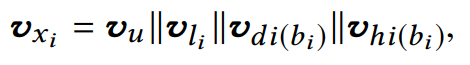 𝒗_{x_i} = 𝒗_u‖𝒗_{l_i}‖𝒗_{di(b_i)}‖𝒗_{hi(b_i)},